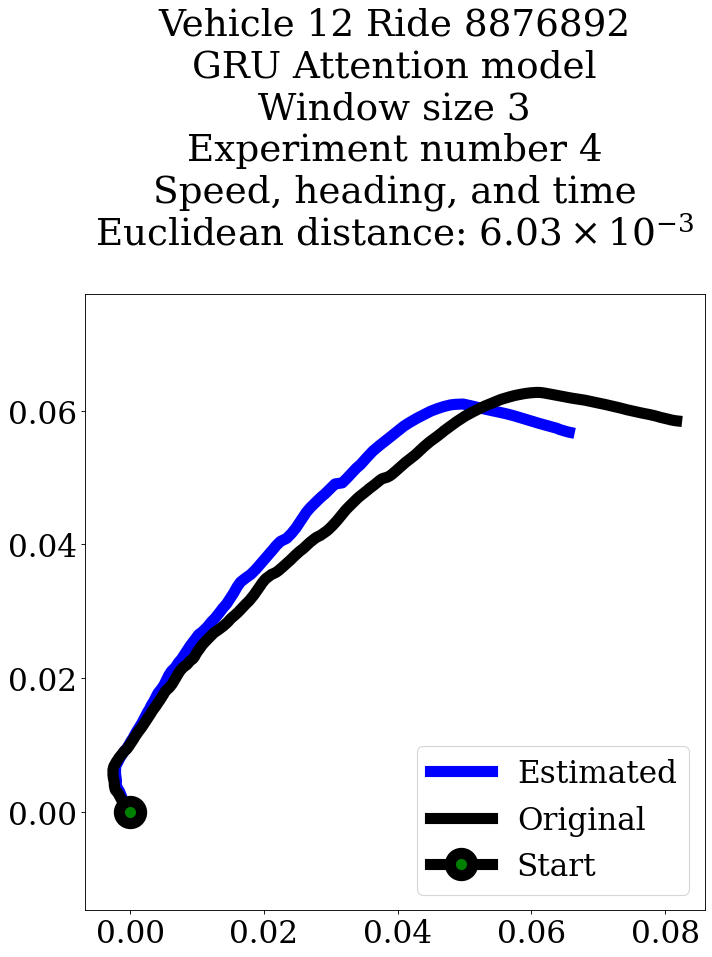 Vehicle 12 Ride 8876892
GRU Attention model
Window size 3
Experiment number 4
Speed, heading, and time
Euclidean distance: 6.03 × 10⁻³
0.06
0.04
0.02
0.00
Estimated
Original
Start
0.00 0.02 0.04 0.06 0.08